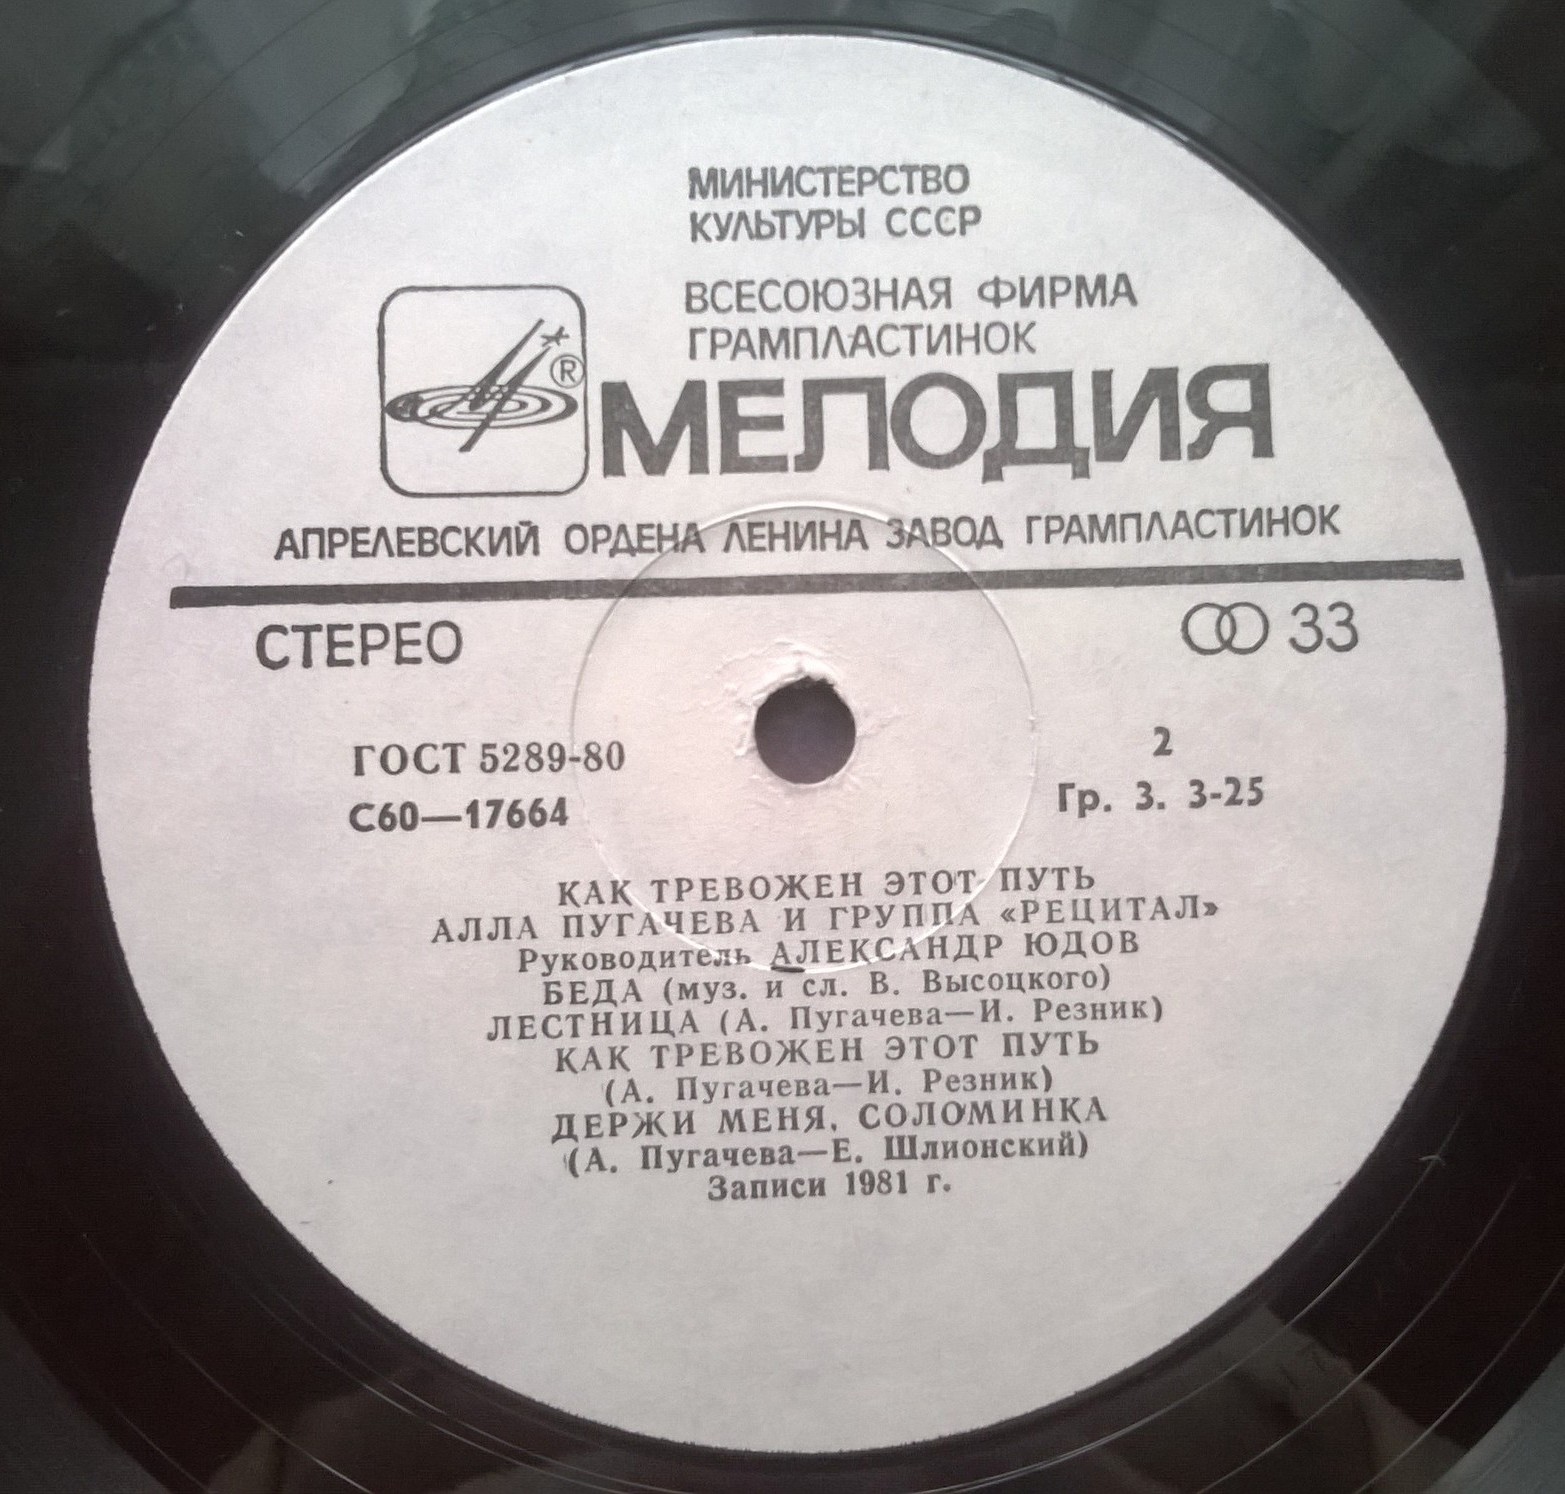 МИНИСТЕРСТВО
КУЛЬТУРЫ СССР
ВСЕСОЮЗНАЯ ФИРМА
ГРАМПЛАСТИНОК
®
МЕЛОДИЯ
АПРЕЛЕВСКИЙ ОРДЕНА ЛЕНИНА ЗАВОД ГРАМПЛАСТИНОК
СТЕРЕО
33
ГОСТ 5289-80
2
С60—17664
Гр. 3. 3-25
КАК ТРЕВОЖЕН ЭТОТ ПУТЬ
АЛЛА ПУГАЧЕВА И ГРУППА «РЕЦИТАЛ»
Руководитель АЛЕКСАНДР ЮДОВ
БЕДА (муз. и сл. В. Высоцкого)
ЛЕСТНИЦА (А. Пугачева—И. Резник)
КАК ТРЕВОЖЕН ЭТОТ ПУТЬ
(А. Пугачева—И. Резник)
ДЕРЖИ МЕНЯ, СОЛОМИНКА
(А. Пугачева—Е. Шлионский)
Записи 1981 г.